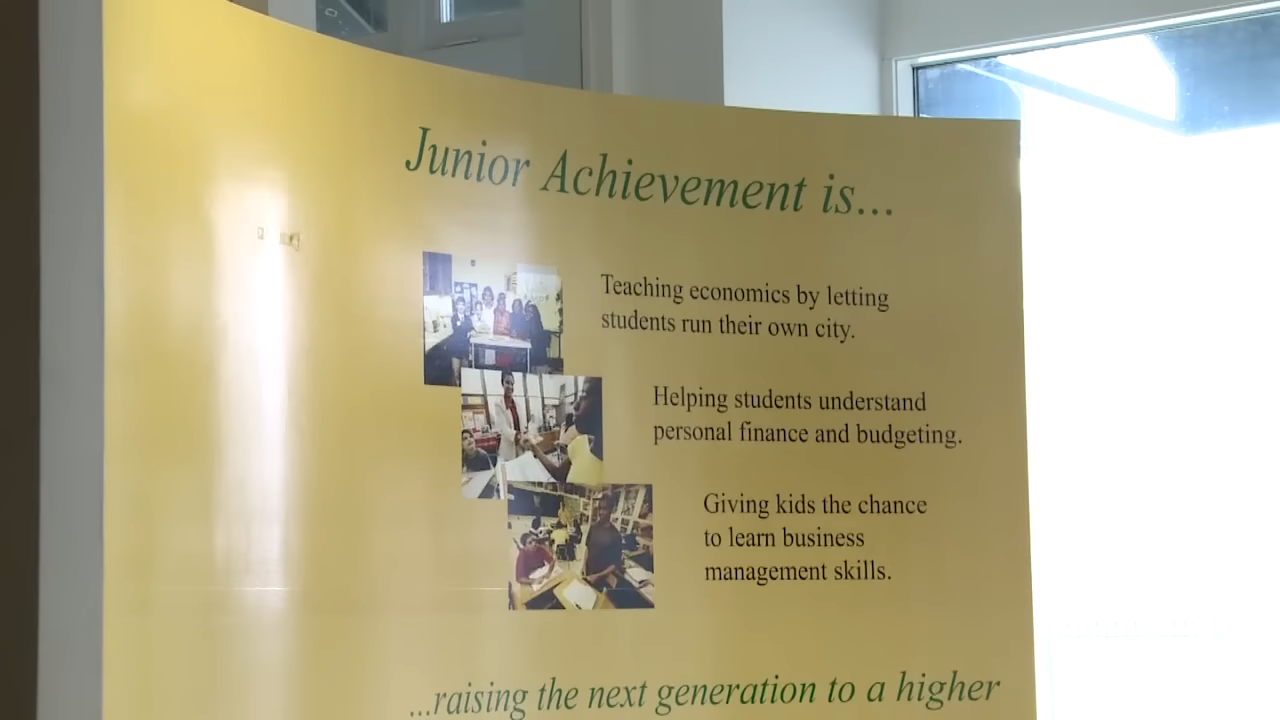 Junior Achievement is...
Teaching economics by letting
students run their own city.
Helping students understand
personal finance and budgeting.
Giving kids the chance
to learn business
management skills.
...raising the next generation to a higher